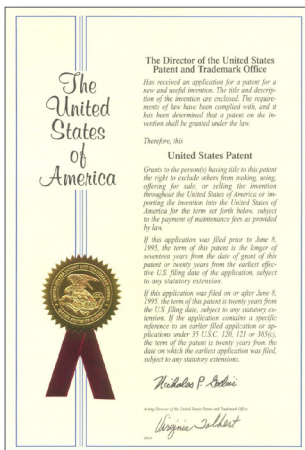 The
United
States
of
America
The Director of the United States
Patent and Trademark Office
Has received an application for a patent for a
new and useful invention. The title and descrip-
tion of the invention are enclosed. The require-
ments of law have been complied with, and it
has been determined that a patent on the in-
vention shall be granted under the law.
Therefore, this
United States Patent
Grants to the person(s) having title to this patent
the right to exclude others from making, using,
offering for sale, or selling the invention
throughout the United States of America or im-
porting the invention into the United States of
America for the term set forth below, subject
to the payment of maintenance fees as provided
by law.
If this application was filed prior to June 8,
1995, the term of this patent is the longer of
seventeen years from the date of grant of this
patent or twenty years from the earliest effec-
tive U.S. filing date of the application, subject
to any statutory extension.
If this application was filed on or after June 8,
1995, the term of this patent is twenty years from
the U.S. filing date, subject to any statutory ex-
tension. If the application contains a specific
reference to an earlier filed application or ap-
plications under 35 U.S.C. 120, 121 or 365(c),
the term of the patent is twenty years from the
date on which the earliest application was filed,
subject to any statutory extensions.
Nicholas P. Godici
Acting Director of the United States Patent and Trademark Office
Virginia Tolbert
Attest